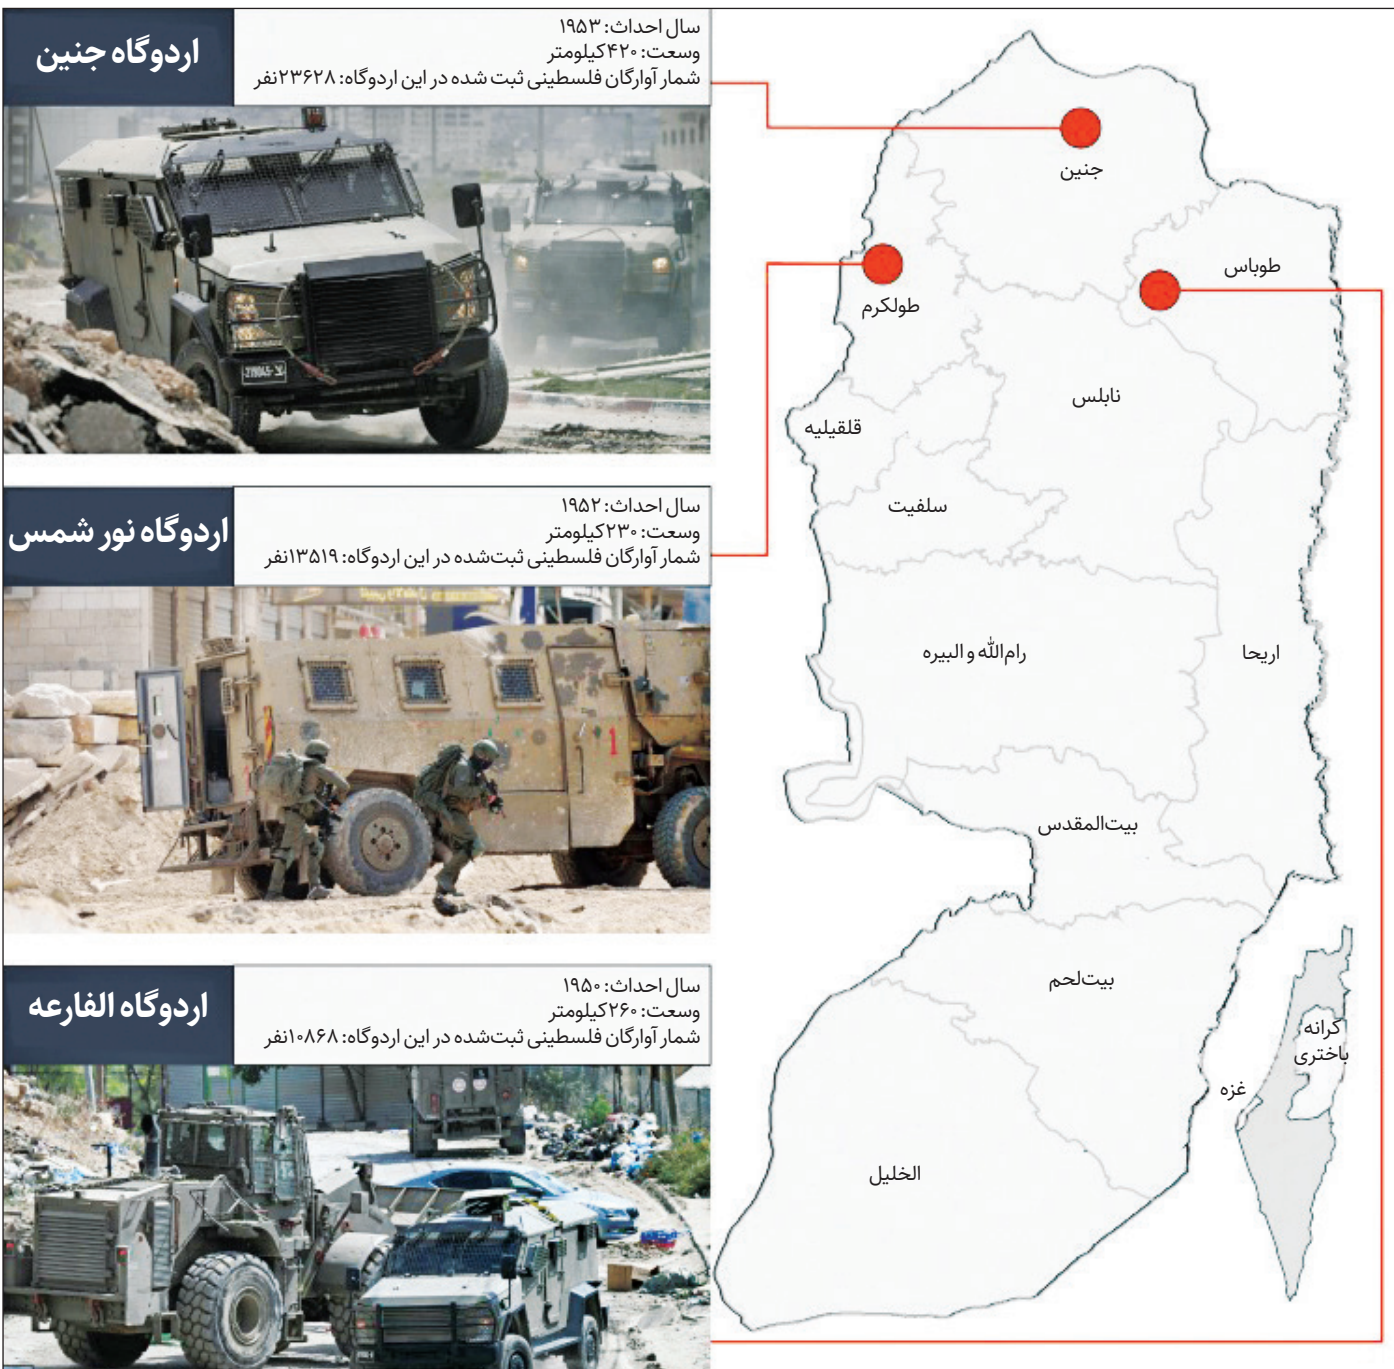 اردوگاه جنین
سال احداث: ۱۹۵۳
وسعت: ۴۲۰کیلومتر
شمار آوارگان فلسطینی ثبت شده در این اردوگاه: ۲۳۶۲۸نفر
اردوگاه نور شمس
سال احداث: ۱۹۵۲
وسعت: ۲۳۰کیلومتر
شمار آوارگان فلسطینی ثبت‌شده در این اردوگاه: ۱۳۵۱۹نفر
1
اردوگاه الفارعه
سال احداث: ۱۹۵۰
وسعت: ۲۶۰کیلومتر
شمار آوارگان فلسطینی ثبت‌شده در این اردوگاه: ۱۰۸۶۸نفر
جنین
طوباس
طولکرم
نابلس
قلقیلیه
سلفیت
رام‌الله و البیره
اریحا
بیت‌المقدس
بیت‌لحم
الخلیل
کرانه
باختری
غزه